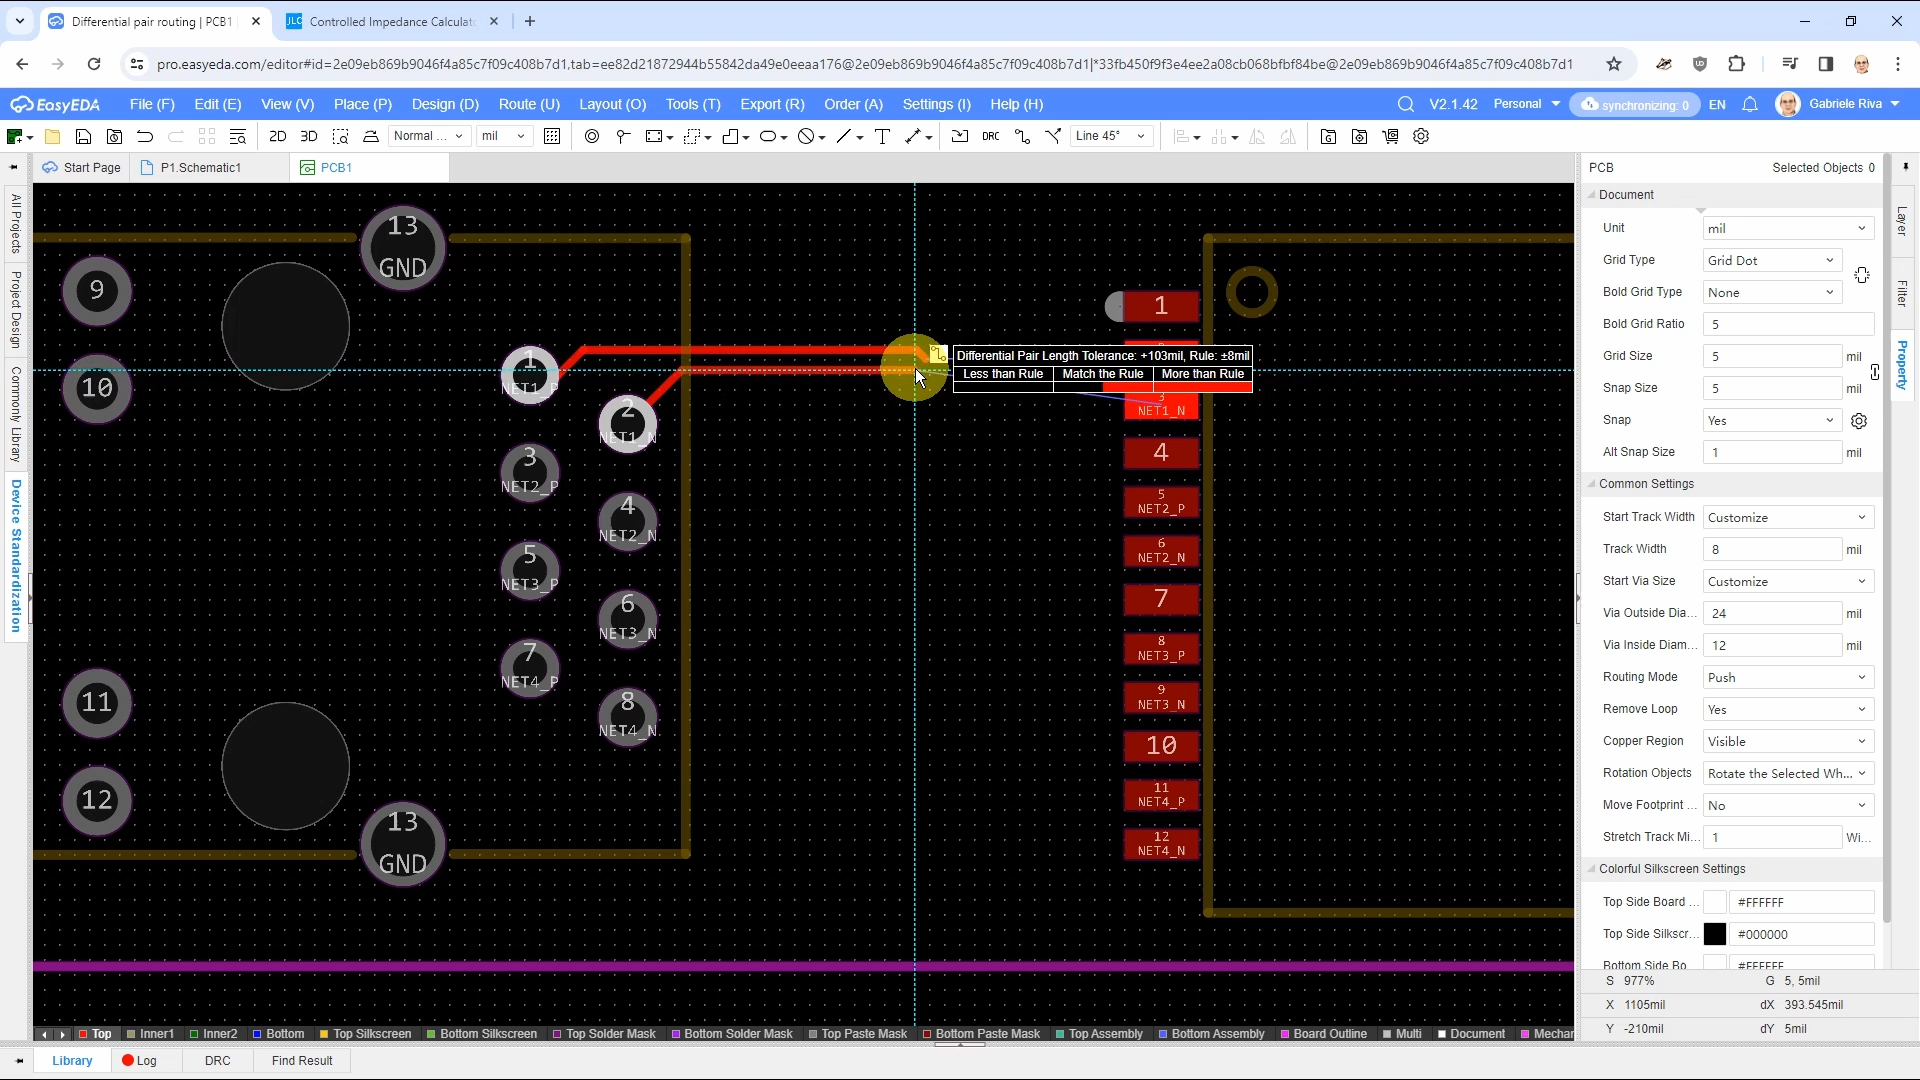 Differential pair routing | PCB1
JLC Controlled Impedance Calculat
pro.easyeda.com/editor#id=2e09eb869b9046f4a85c7f09c408b7d1,tab=ee82d21872944b55842da49e0eeaa176@2e09eb869b9046f4a85c7f09c408b7d1|*33fb450f9f3e4ee2a08cb068bfbf84be@2e09eb869b9046f4a85c7f09c408b7d1
EasyEDA File (F) Edit (E) View (V) Place (P) Design (D) Route (U) Layout (O) Tools (T) Export (R) Order (A) Settings (I) Help (H) V2.1.42 Personal synchronizing: 0 EN Gabriele Riva
2D 3D Normal ... mil DRC Line 45°
Start Page P1.Schematic1 PCB1
All Projects
Project Design
Commonly Library
Device Standardization
13
GND
9
10
11
12
13
GND
1
NET1_P
2
NET1_N
3
NET2_P
4
NET2_N
5
NET3_P
6
NET3_N
7
NET4_P
8
NET4_N
Differential Pair Length Tolerance: +103mil, Rule: ±8mil
Less than Rule Match the Rule More than Rule
1
3
NET1_N
4
5
NET2_P
6
NET2_N
7
8
NET3_P
9
NET3_N
10
11
NET4_P
12
NET4_N
PCB Selected Objects 0
Document
Unit mil
Grid Type Grid Dot
Bold Grid Type None
Bold Grid Ratio 5
Grid Size 5 mil
Snap Size 5 mil
Snap Yes
Alt Snap Size 1 mil
Common Settings
Start Track Width Customize
Track Width 8 mil
Start Via Size Customize
Via Outside Dia... 24 mil
Via Inside Diam... 12 mil
Routing Mode Push
Remove Loop Yes
Copper Region Visible
Rotation Objects Rotate the Selected Wh...
Move Footprint ... No
Stretch Track Mi... 1 Wi...
Colorful Silkscreen Settings
Top Side Board ... #FFFFFF
Top Side Silkscr... #000000
Bottom Side Bo... #FFFFFF
S 977% G 5, 5mil
X 1105mil dX 393.545mil
Y -210mil dY 5mil
Layer
Filter
Property
Top Inner1 Inner2 Bottom Top Silkscreen Bottom Silkscreen Top Solder Mask Bottom Solder Mask Top Paste Mask Bottom Paste Mask Top Assembly Bottom Assembly Board Outline Multi Document Mechan
Library Log DRC Find Result